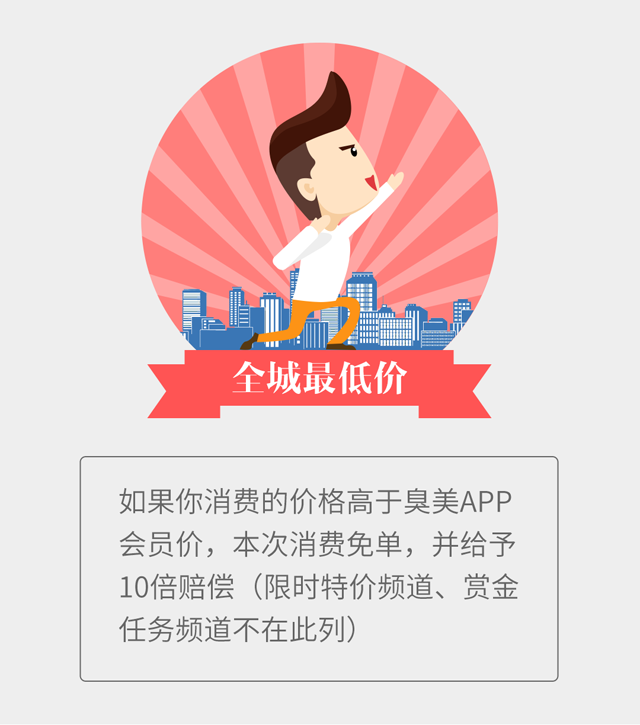 全城最低价
如果你消费的价格高于臭美APP
会员价，本次消费免单，并给予
10倍赔偿（限时特价频道、赏金
任务频道不在此列）